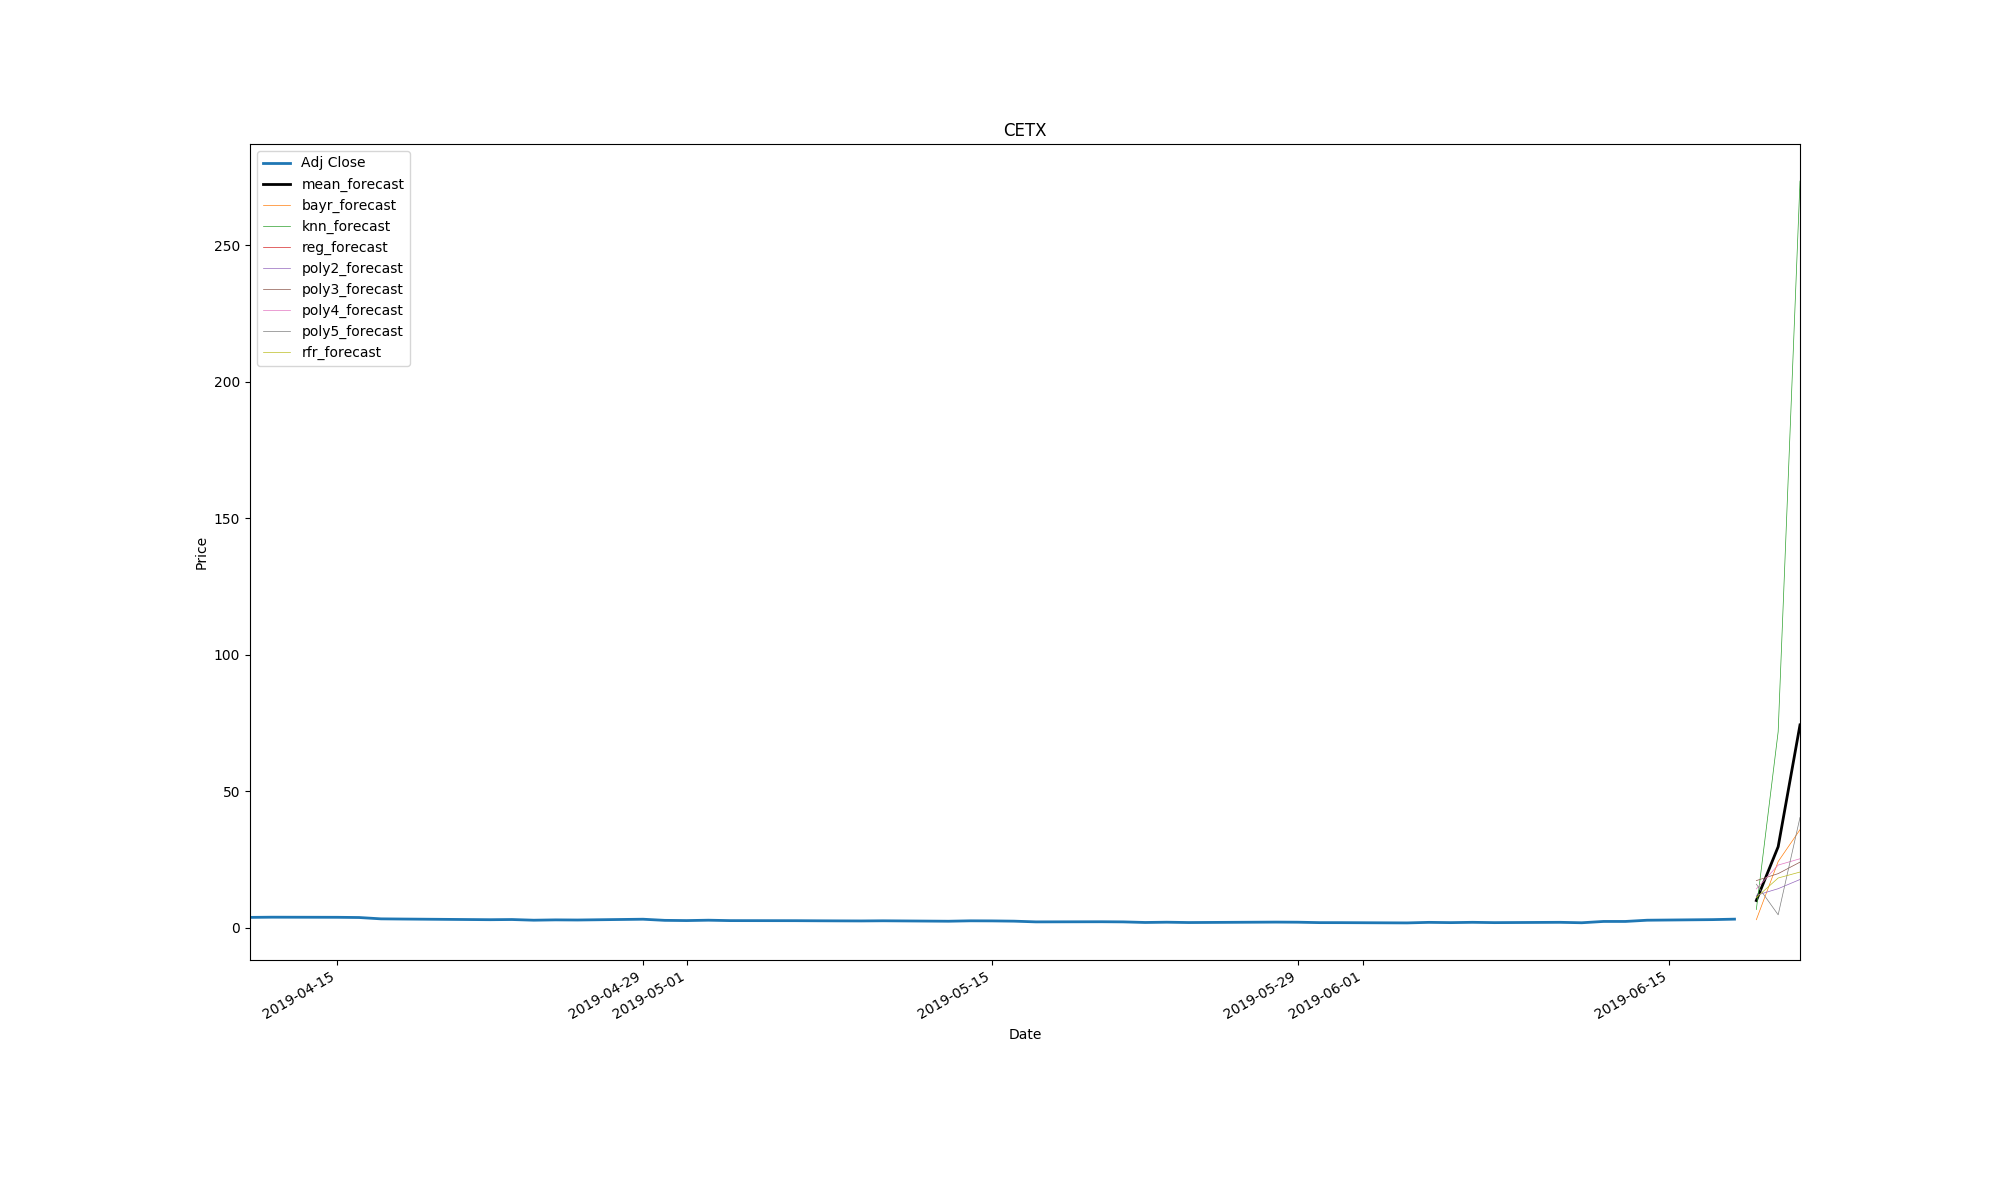 CETX
Adj Close
mean_forecast
bayr_forecast
knn_forecast
reg_forecast
poly2_forecast
poly3_forecast
poly4_forecast
poly5_forecast
rfr_forecast
250
200
150
100
50
0
Price
2019-04-15
2019-04-29
2019-05-01
2019-05-15
2019-05-29
2019-06-01
2019-06-15
Date